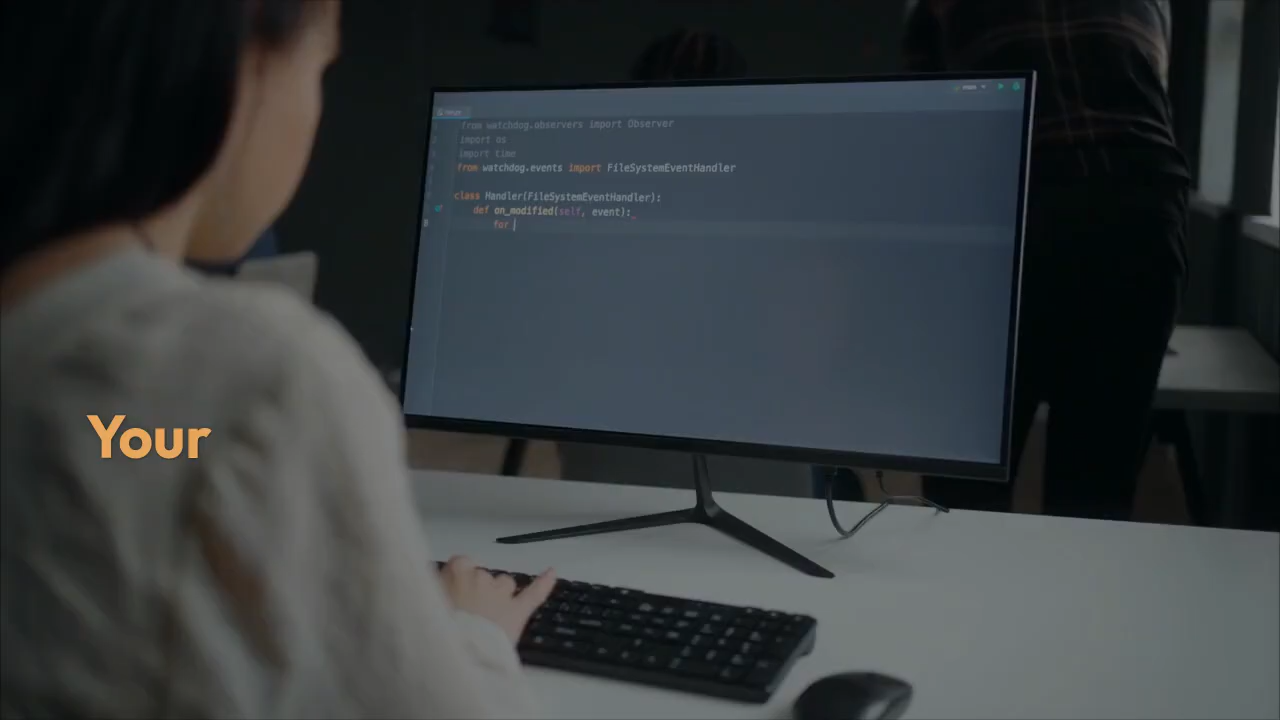 from watchdog.observers import Observer
import os
import time
from watchdog.events import FileSystemEventHandler
class Handler(FileSystemEventHandler):
def on_modified(self, event):
for
Your